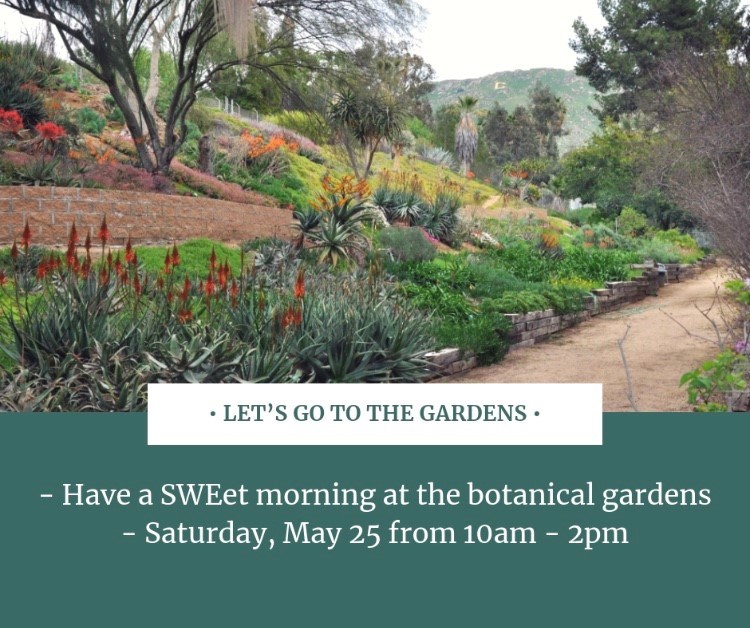 • LET’S GO TO THE GARDENS •
- Have a SWEet morning at the botanical gardens
- Saturday, May 25 from 10am - 2pm